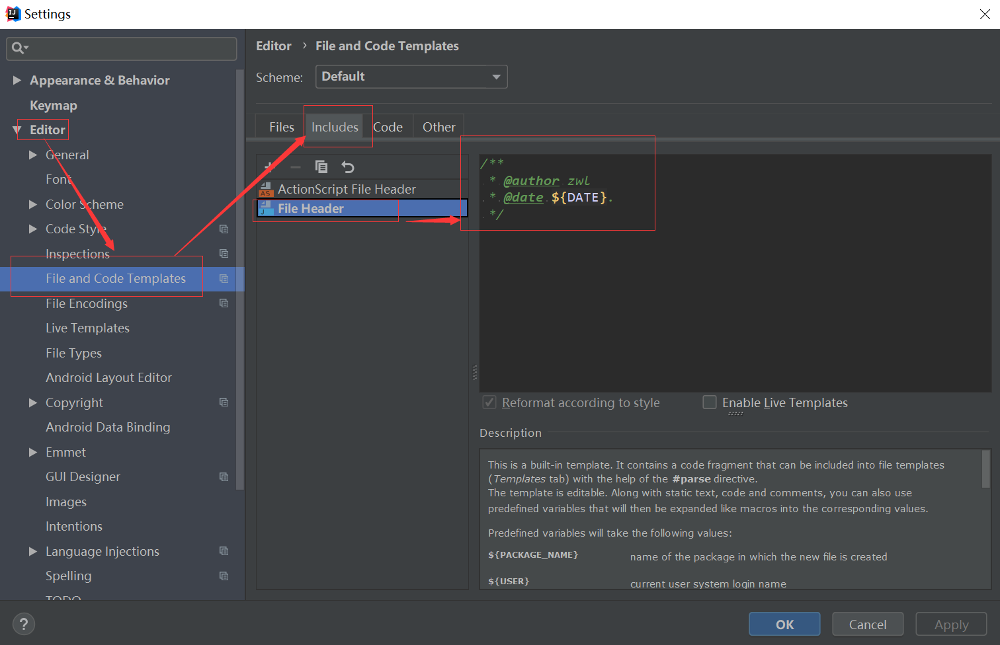 Settings
Editor › File and Code Templates
Scheme: Default
Appearance & Behavior
Keymap
Editor
General
Font
Color Scheme
Code Style
Inspections
File and Code Templates
File Encodings
Live Templates
File Types
Android Layout Editor
Copyright
Android Data Binding
Emmet
GUI Designer
Images
Intentions
Language Injections
Spelling
TODO
Files Includes Code Other
ActionScript File Header
File Header
/**
* @author zwl
* @date ${DATE}.
*/
Reformat according to style Enable Live Templates
Description
This is a built-in template. It contains a code fragment that can be included into file templates
(Templates tab) with the help of the #parse directive.
The template is editable. Along with static text, code and comments, you can also use
predefined variables that will then be expanded like macros into the corresponding values.
Predefined variables will take the following values:
${PACKAGE_NAME} name of the package in which the new file is created
${USER} current user system login name
? OK Cancel Apply